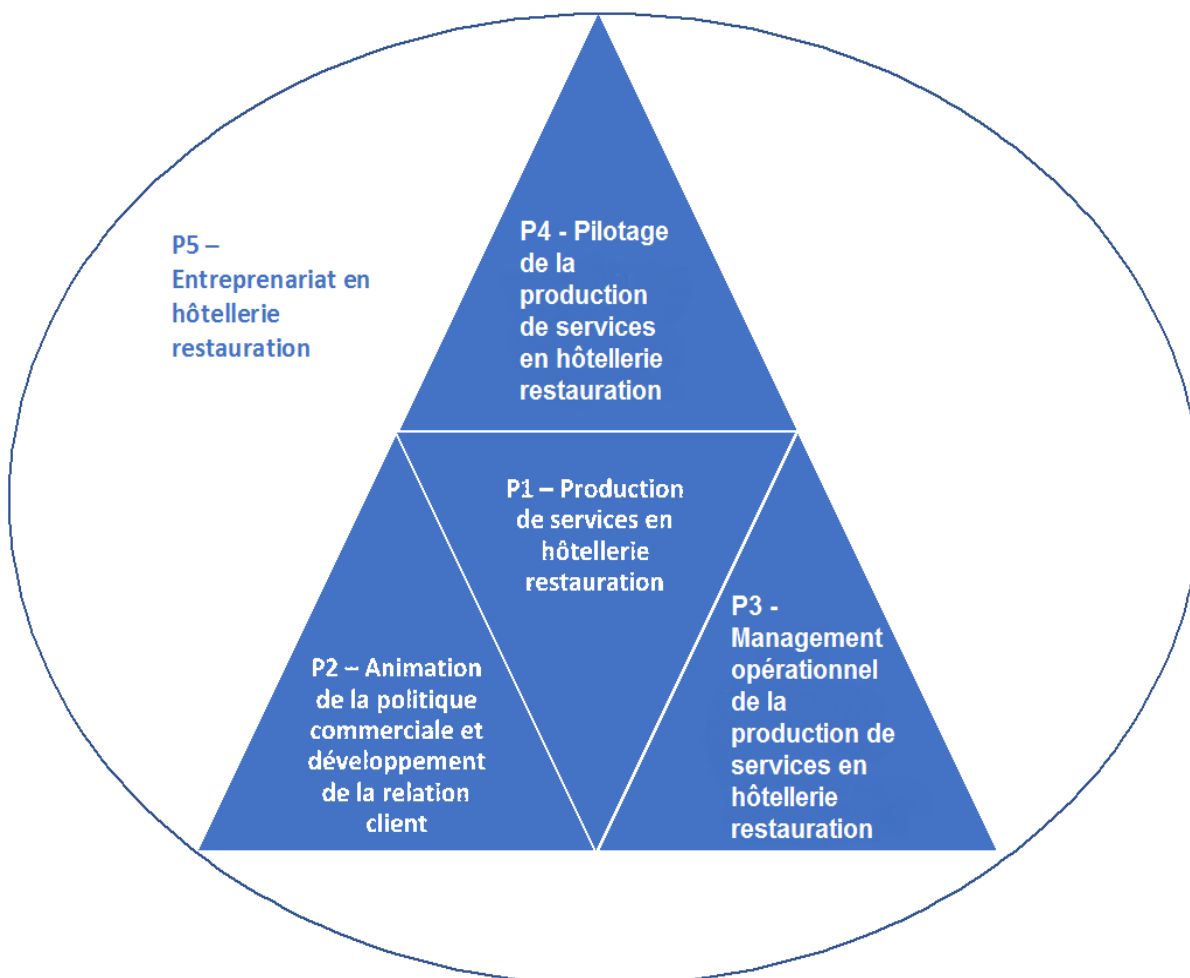 P4 - Pilotage
de la
production
de services
en hôtellerie
restauration
P5 –
Entreprenariat en
hôtellerie
restauration
P1 – Production
de services en
hôtellerie
restauration
P3 -
Management
opérationnel
de la
production de
services en
hôtellerie
restauration
P2 – Animation
de la politique
commerciale et
développement
de la relation
client